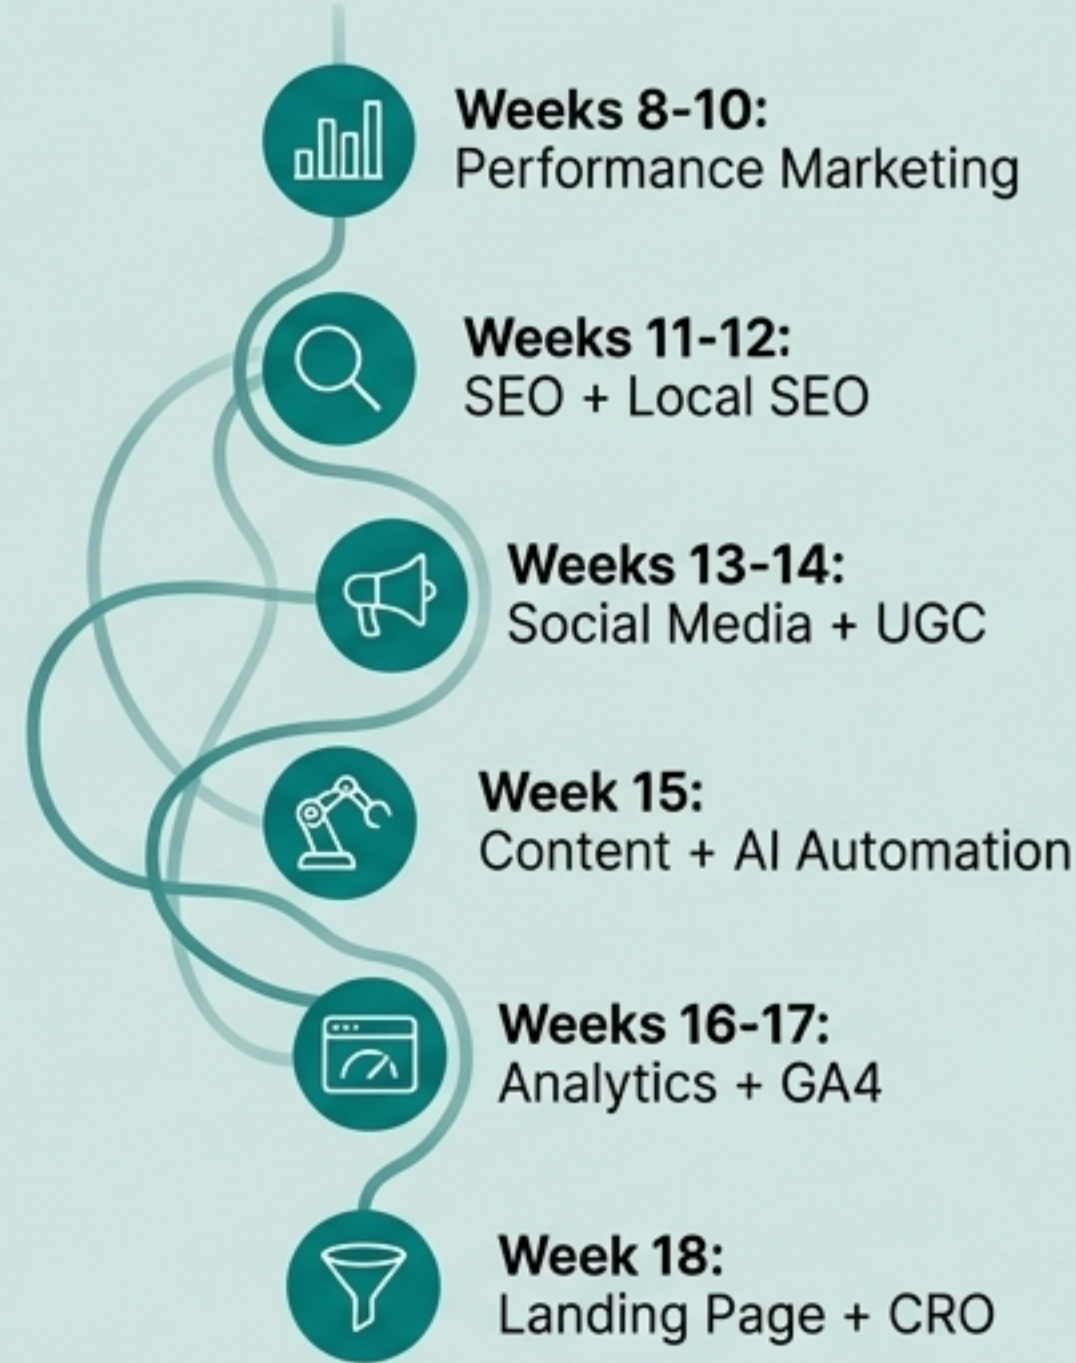 Weeks 8-10:
Performance Marketing
Weeks 11-12:
SEO + Local SEO
Weeks 13-14:
Social Media + UGC
Week 15:
Content + AI Automation
Weeks 16-17:
Analytics + GA4
Week 18:
Landing Page + CRO